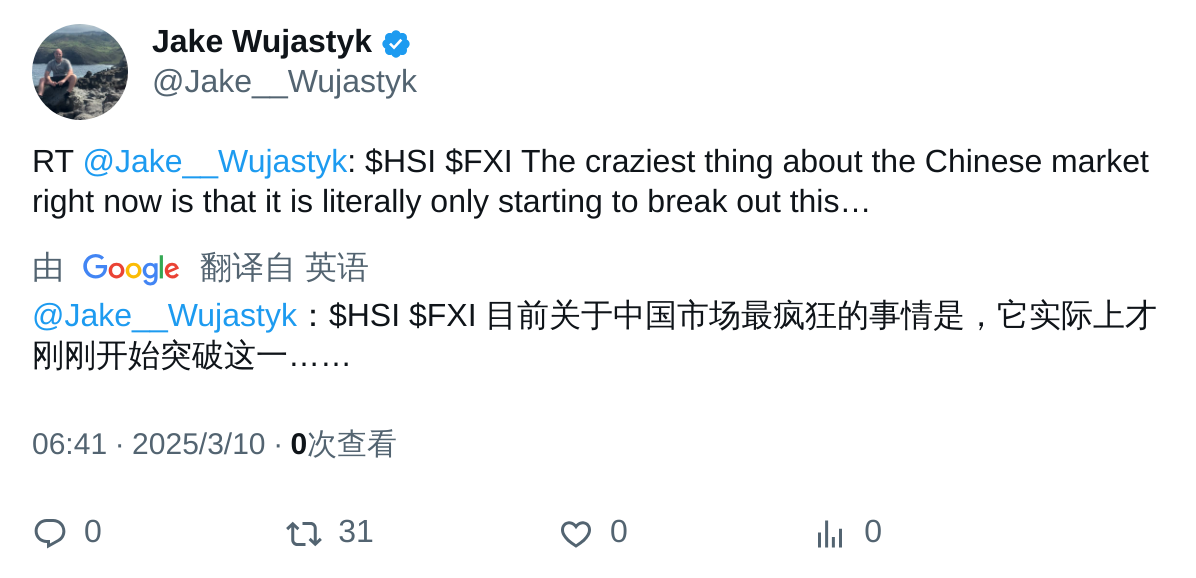 Jake Wujastyk
@Jake__Wujastyk
RT @Jake__Wujastyk: $HSI $FXI The craziest thing about the Chinese market
right now is that it is literally only starting to break out this…
由 Google 翻译自 英语
@Jake__Wujastyk：$HSI $FXI 目前关于中国市场最疯狂的事情是，它实际上才
刚刚开始突破这一……
06:41 · 2025/3/10 · 0次查看
0 31 0 0